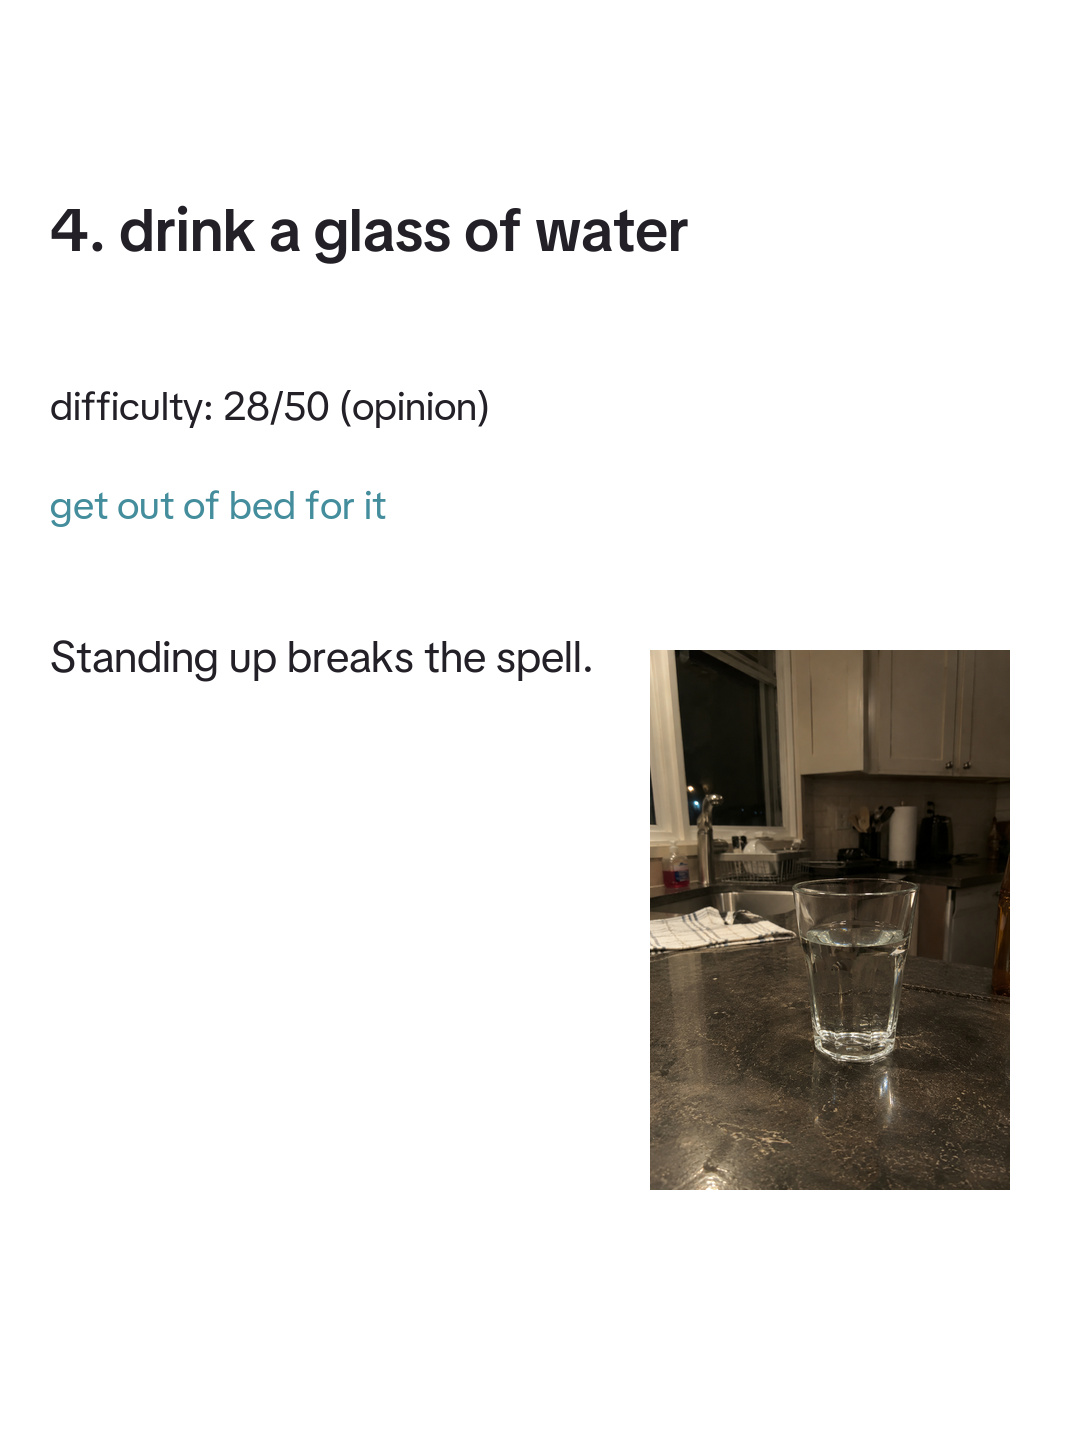 4. drink a glass of water
difficulty: 28/50 (opinion)
get out of bed for it
Standing up breaks the spell.